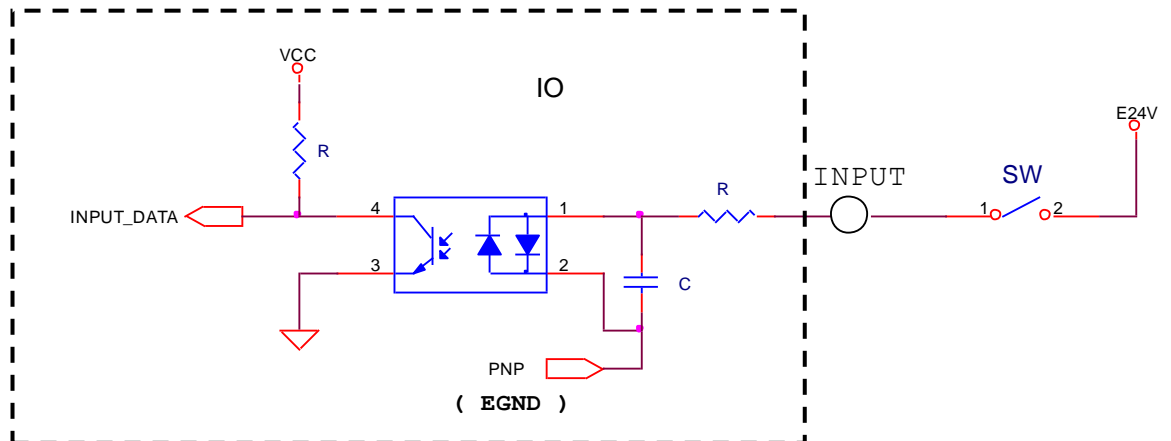 VCC
IO
E24V
R
R
INPUT
SW
INPUT_DATA
4
1
1
2
3
2
C
PNP
( EGND )